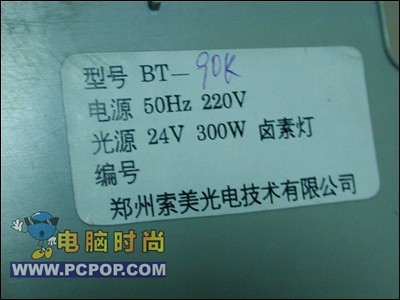 型号 BT-90K
电源 50Hz 220V
光源 24V 300W 卤素灯
编号
郑州索美光电技术有限公司
电脑时尚
WWW.PCPOP.COM